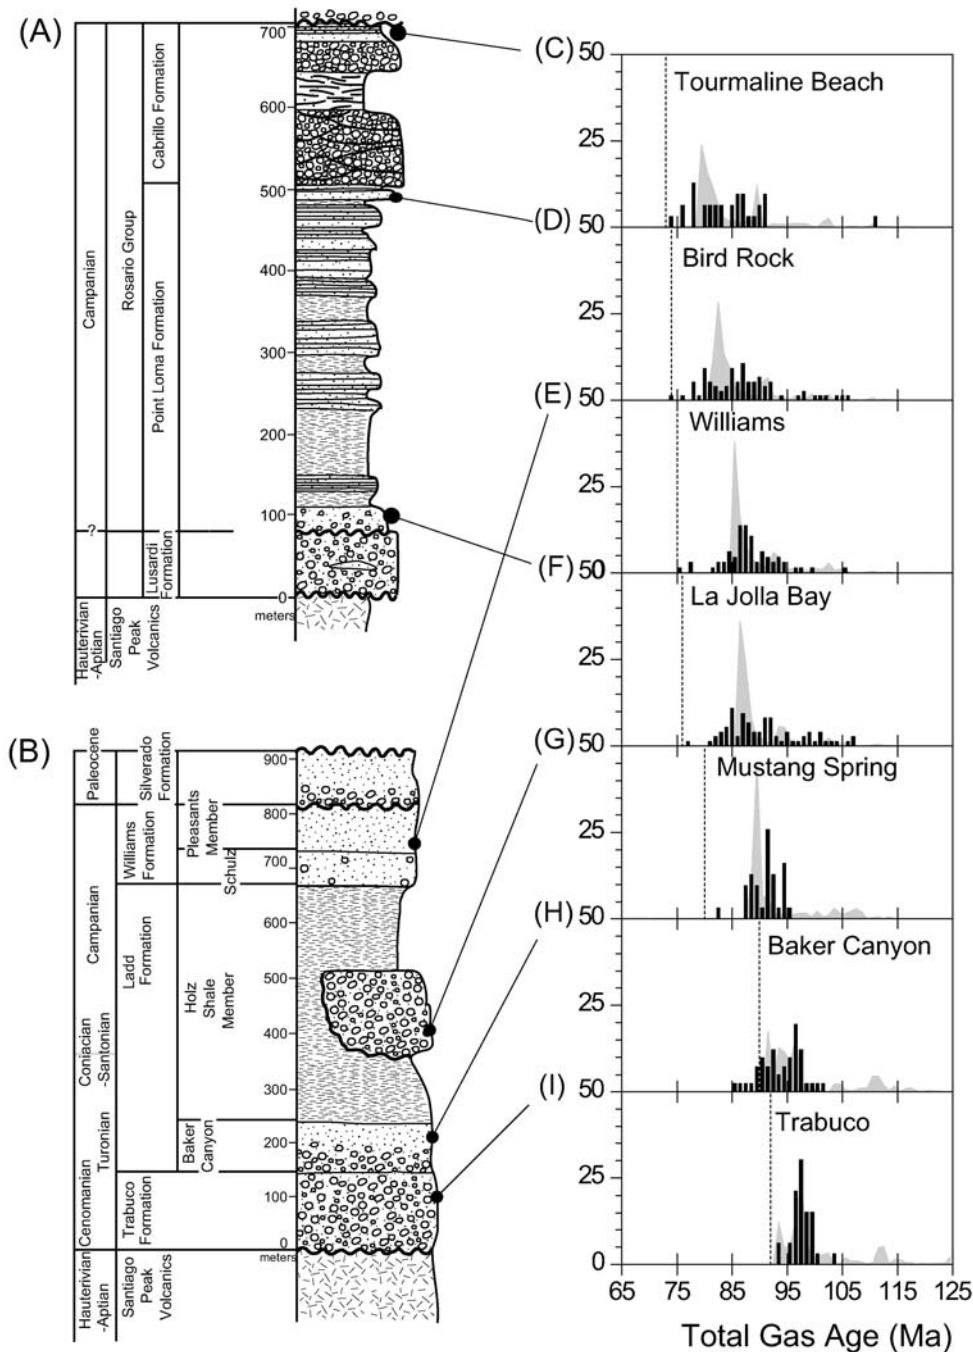 (A)
Campanian
?
Hauterivian
-Aptian
Rosario Group
Santiago
Peak
Volcanics
Cabrillo Formation
Point Loma Formation
Lusardi
Formation
700
600
500
400
300
200
100
0
meters
(B)
Paleocene
Campanian
Coniacian
-Santonian
Turonian
Cenomanian
Hauterivian
-Aptian
Silverado
Formation
Williams
Formation
Ladd
Formation
Trabuco
Formation
Santiago
Peak
Volcanics
Pleasants
Member
Schulz
Holz
Shale
Member
Baker
Canyon
900
800
700
600
500
400
300
200
100
0
meters
(C)
(D)
(E)
(F)
(G)
(H)
(I)
50
Tourmaline Beach
25
50
Bird Rock
25
50
Williams
25
50
La Jolla Bay
25
50
Mustang Spring
25
50
Baker Canyon
25
50
Trabuco
25
0
65 75 85 95 105 115 125
Total Gas Age (Ma)